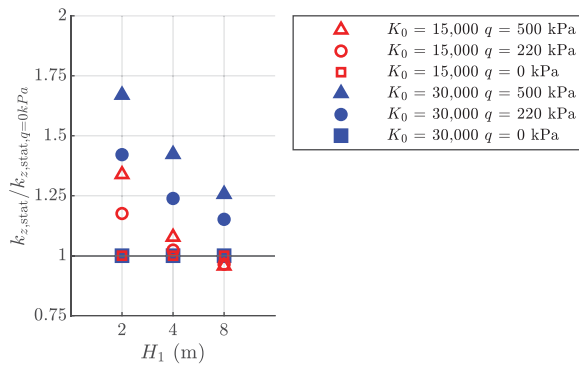 2
1.75
1.5
1.25
1
0.75
k_{z,stat}/k_{z,stat,q=0kPa}
2 4 8
H_1 (m)
K_0 = 15,000 q = 500 kPa
K_0 = 15,000 q = 220 kPa
K_0 = 15,000 q = 0 kPa
K_0 = 30,000 q = 500 kPa
K_0 = 30,000 q = 220 kPa
K_0 = 30,000 q = 0 kPa